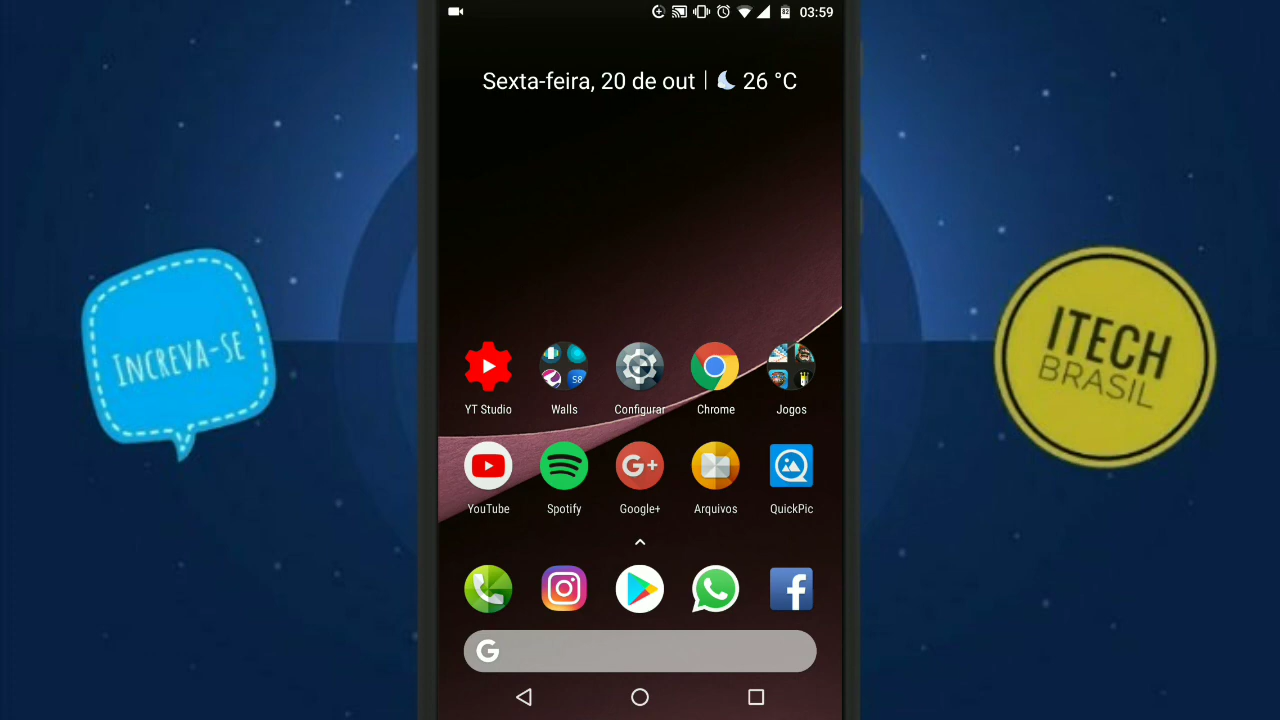 03:59
Sexta-feira, 20 de out | 26 °C
INCREVA-SE
ITECH
BRASIL
S8
YT Studio Walls Configurar Chrome Jogos
G+
YouTube Spotify Google+ Arquivos QuickPic
f
G